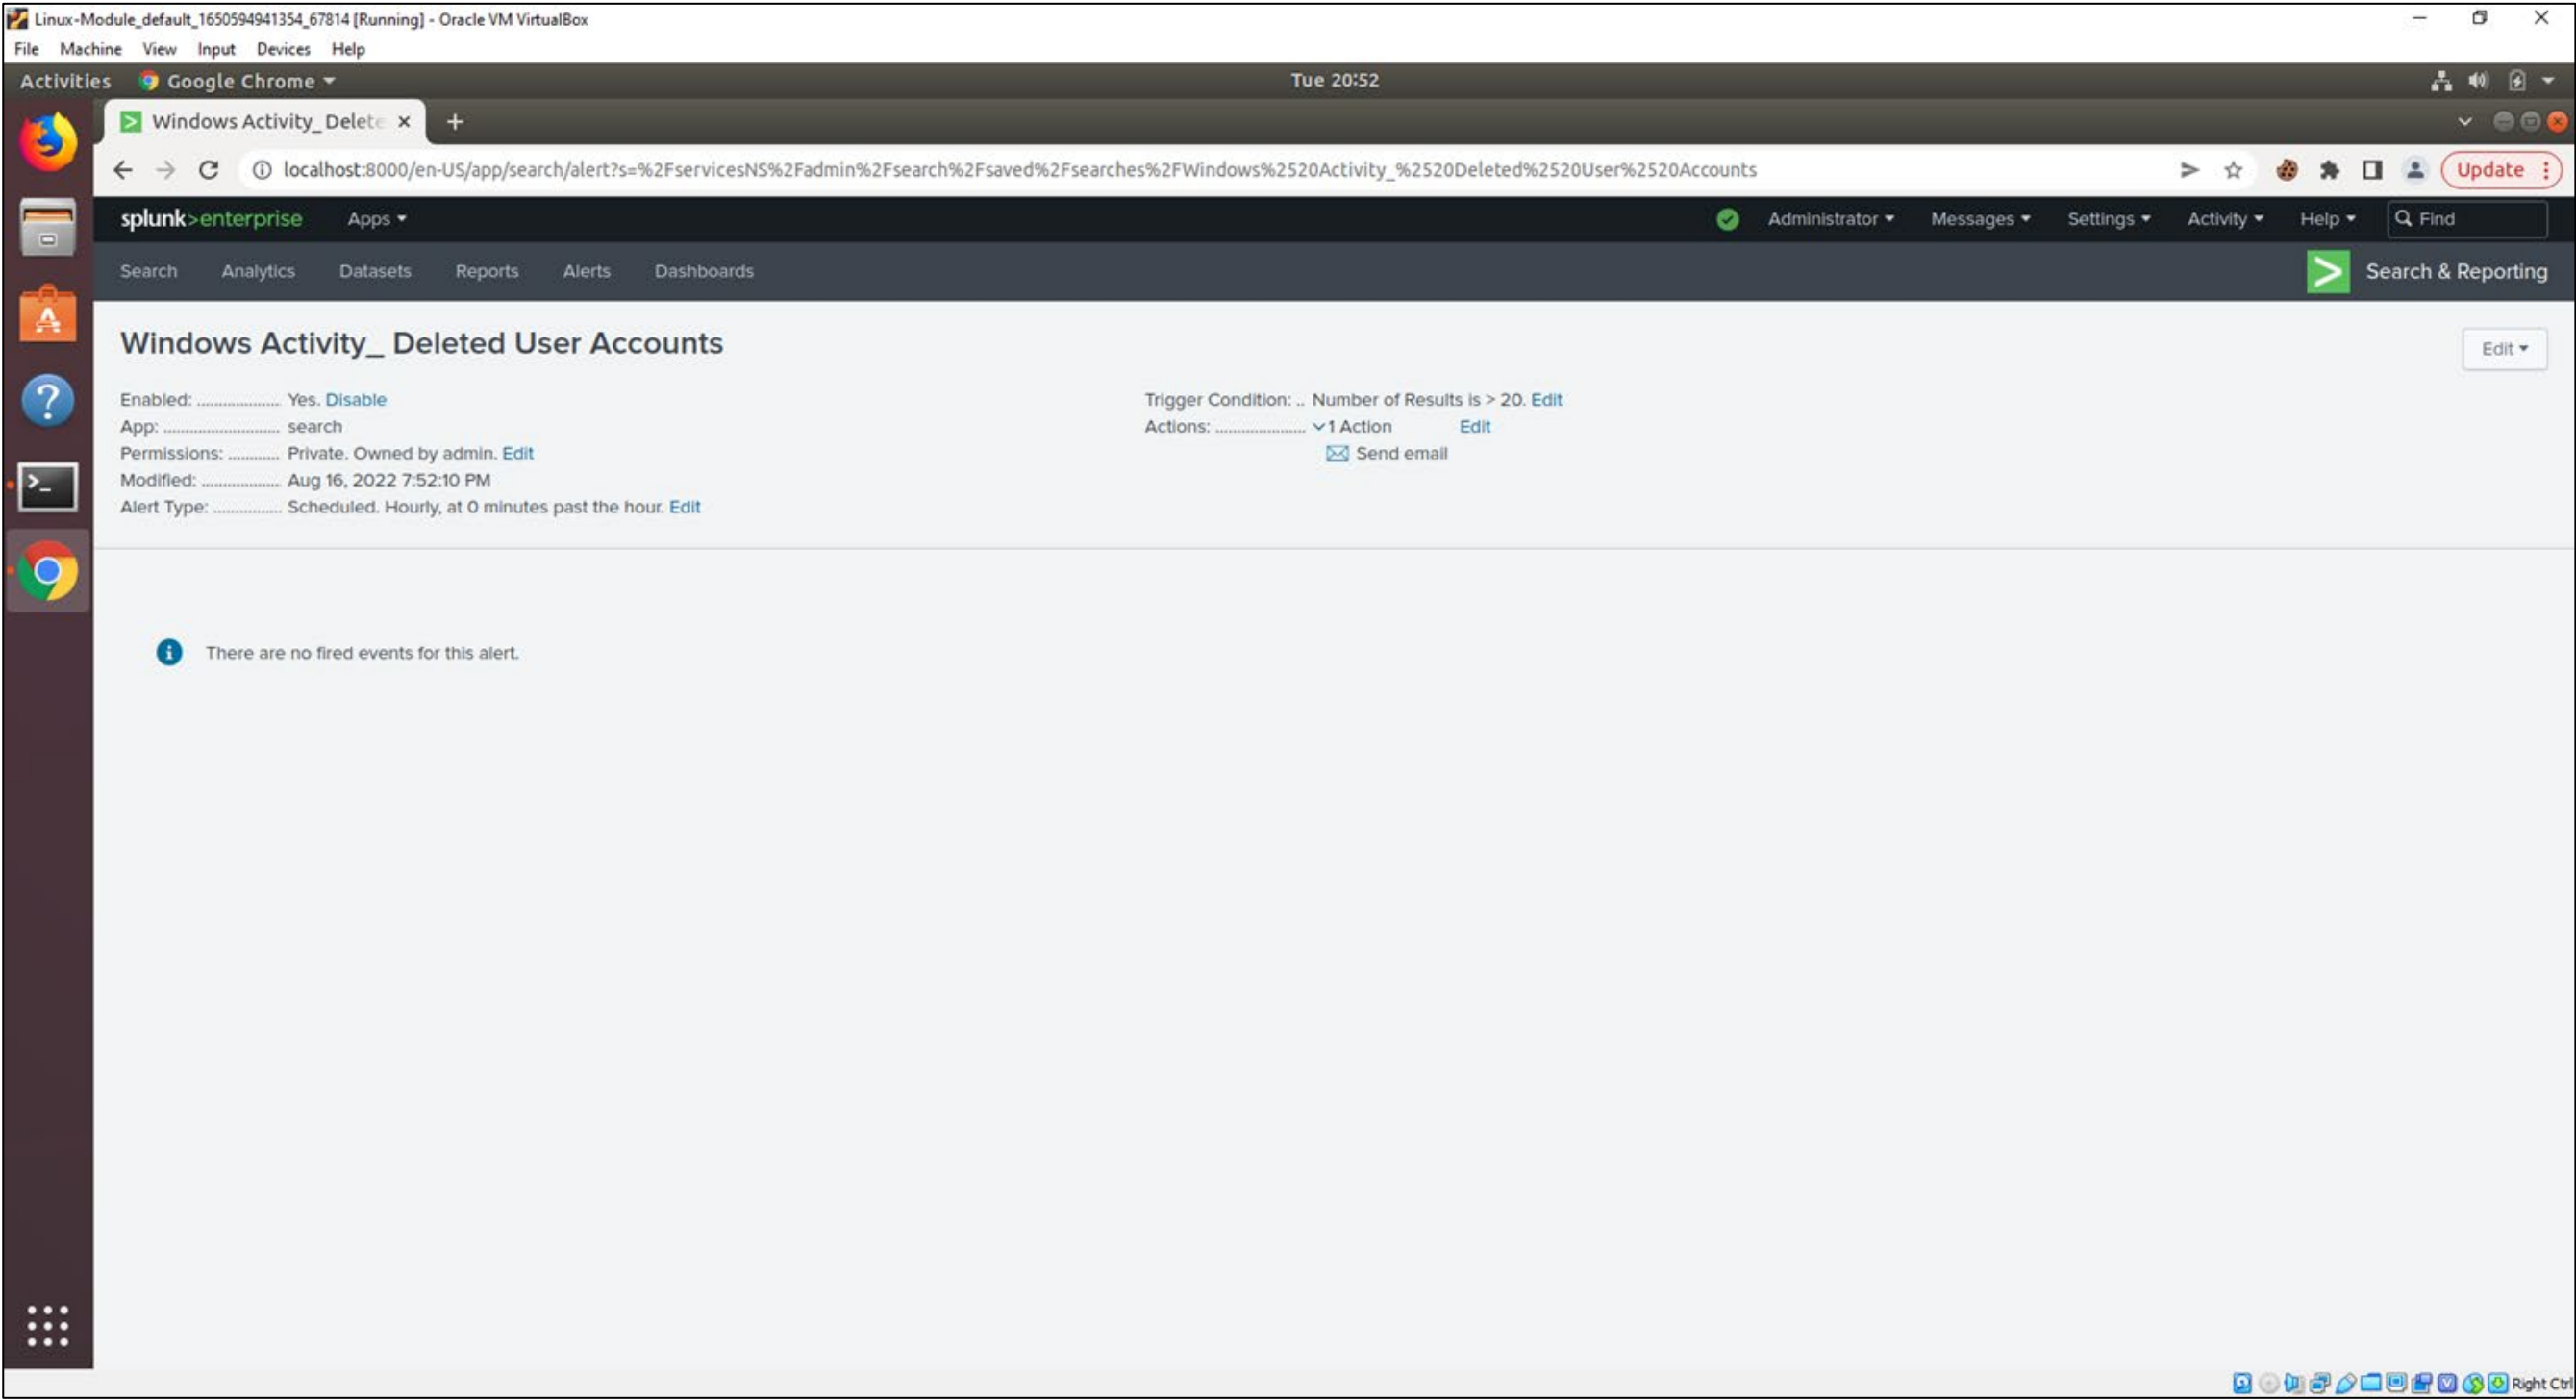 Linux-Module_default_1650594941354_67814 [Running] - Oracle VM VirtualBox
File Machine View Input Devices Help
Activities Google Chrome Tue 20:52
Windows Activity_ Delete
localhost:8000/en-US/app/search/alert?s=%2FservicesNS%2Fadmin%2Fsearch%2Fsaved%2Fsearches%2FWindows%2520Activity_%2520Deleted%2520User%2520Accounts Update
splunk>enterprise Apps Administrator Messages Settings Activity Help Find
Search Analytics Datasets Reports Alerts Dashboards Search & Reporting
Windows Activity_ Deleted User Accounts Edit
Enabled: .................... Yes. Disable Trigger Condition: .. Number of Results is > 20. Edit
App: ............................ search Actions: ...................... 1 Action Edit
Permissions: ............ Private. Owned by admin. Edit Send email
Modified: ................... Aug 16, 2022 7:52:10 PM
Alert Type: ................ Scheduled. Hourly, at 0 minutes past the hour. Edit
There are no fired events for this alert.
Right Ctrl